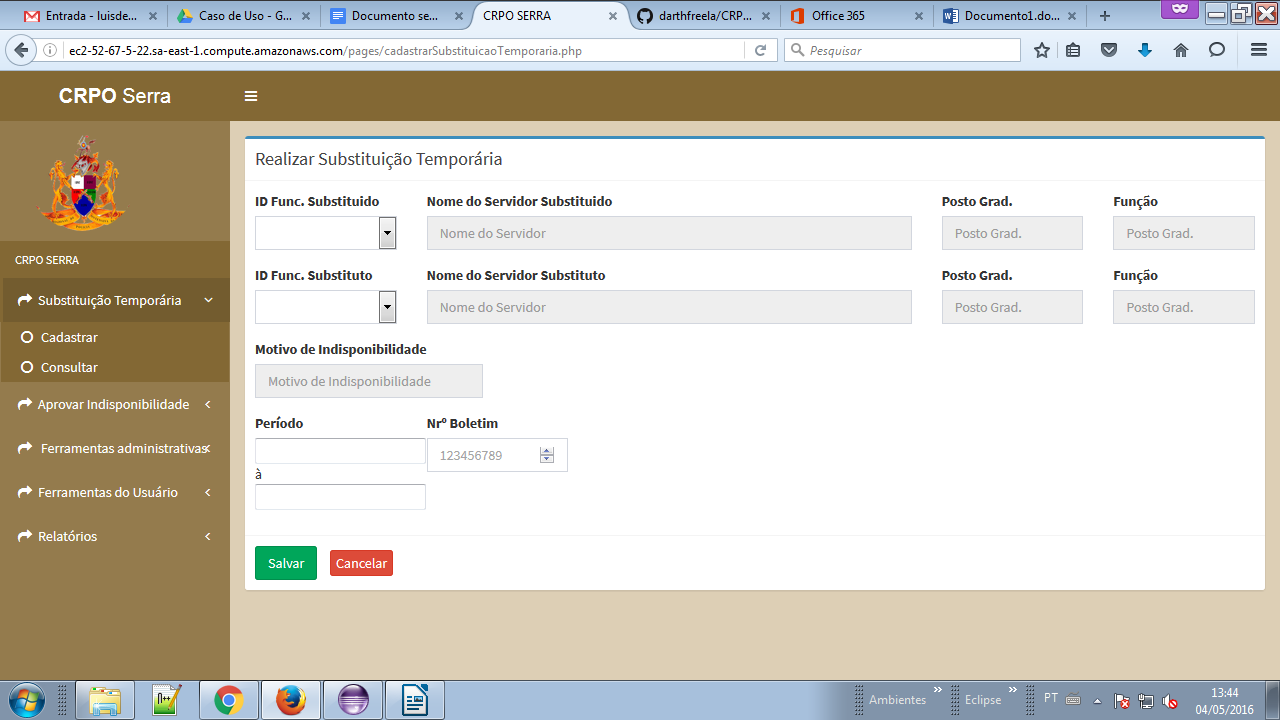 Entrada - luisde...
Caso de Uso - G...
Documento se...
CRPO SERRA
darthfreela/CRP...
Office 365
Documento1.do...
ec2-52-67-5-22.sa-east-1.compute.amazonaws.com/pages/cadastrarSubstituicaoTemporaria.php
Pesquisar
CRPO Serra
CRPO SERRA
Substituição Temporária
Cadastrar
Consultar
Aprovar Indisponibilidade
Ferramentas administrativas
Ferramentas do Usuário
Relatórios
Realizar Substituição Temporária
ID Func. Substituido
Nome do Servidor Substituido
Posto Grad.
Função
Nome do Servidor
Posto Grad.
Posto Grad.
ID Func. Substituto
Nome do Servidor Substituto
Posto Grad.
Função
Nome do Servidor
Posto Grad.
Posto Grad.
Motivo de Indisponibilidade
Motivo de Indisponibilidade
Período
Nrº Boletim
123456789
à
Salvar
Cancelar
Ambientes
Eclipse
PT
13:44
04/05/2016